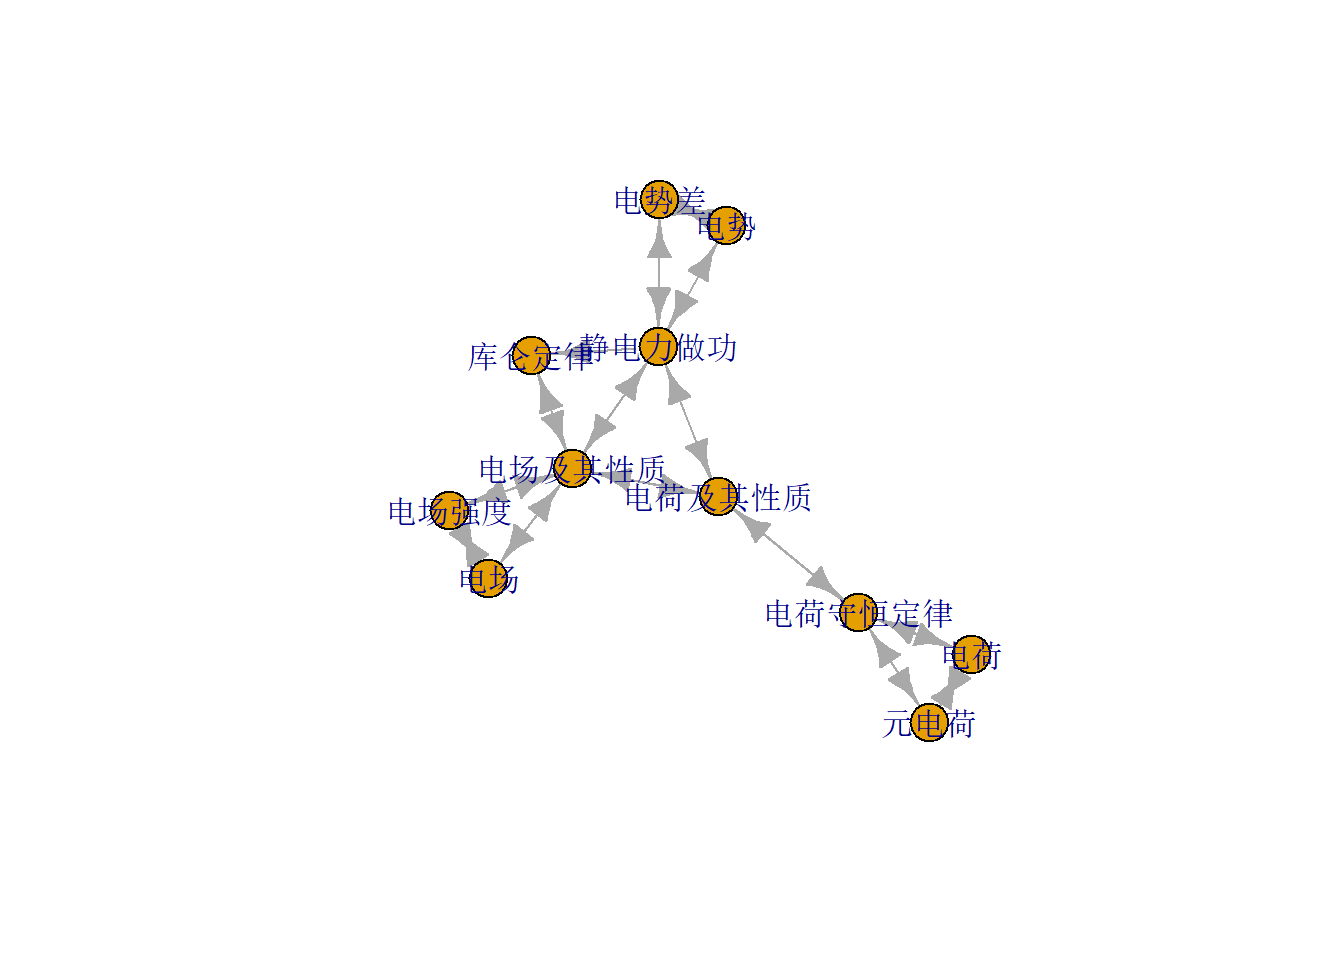 电势差
电势
静电力做功
库仑定律
电场及其性质
电荷及其性质
电场强度
电场
电荷守恒定律
电荷
元电荷